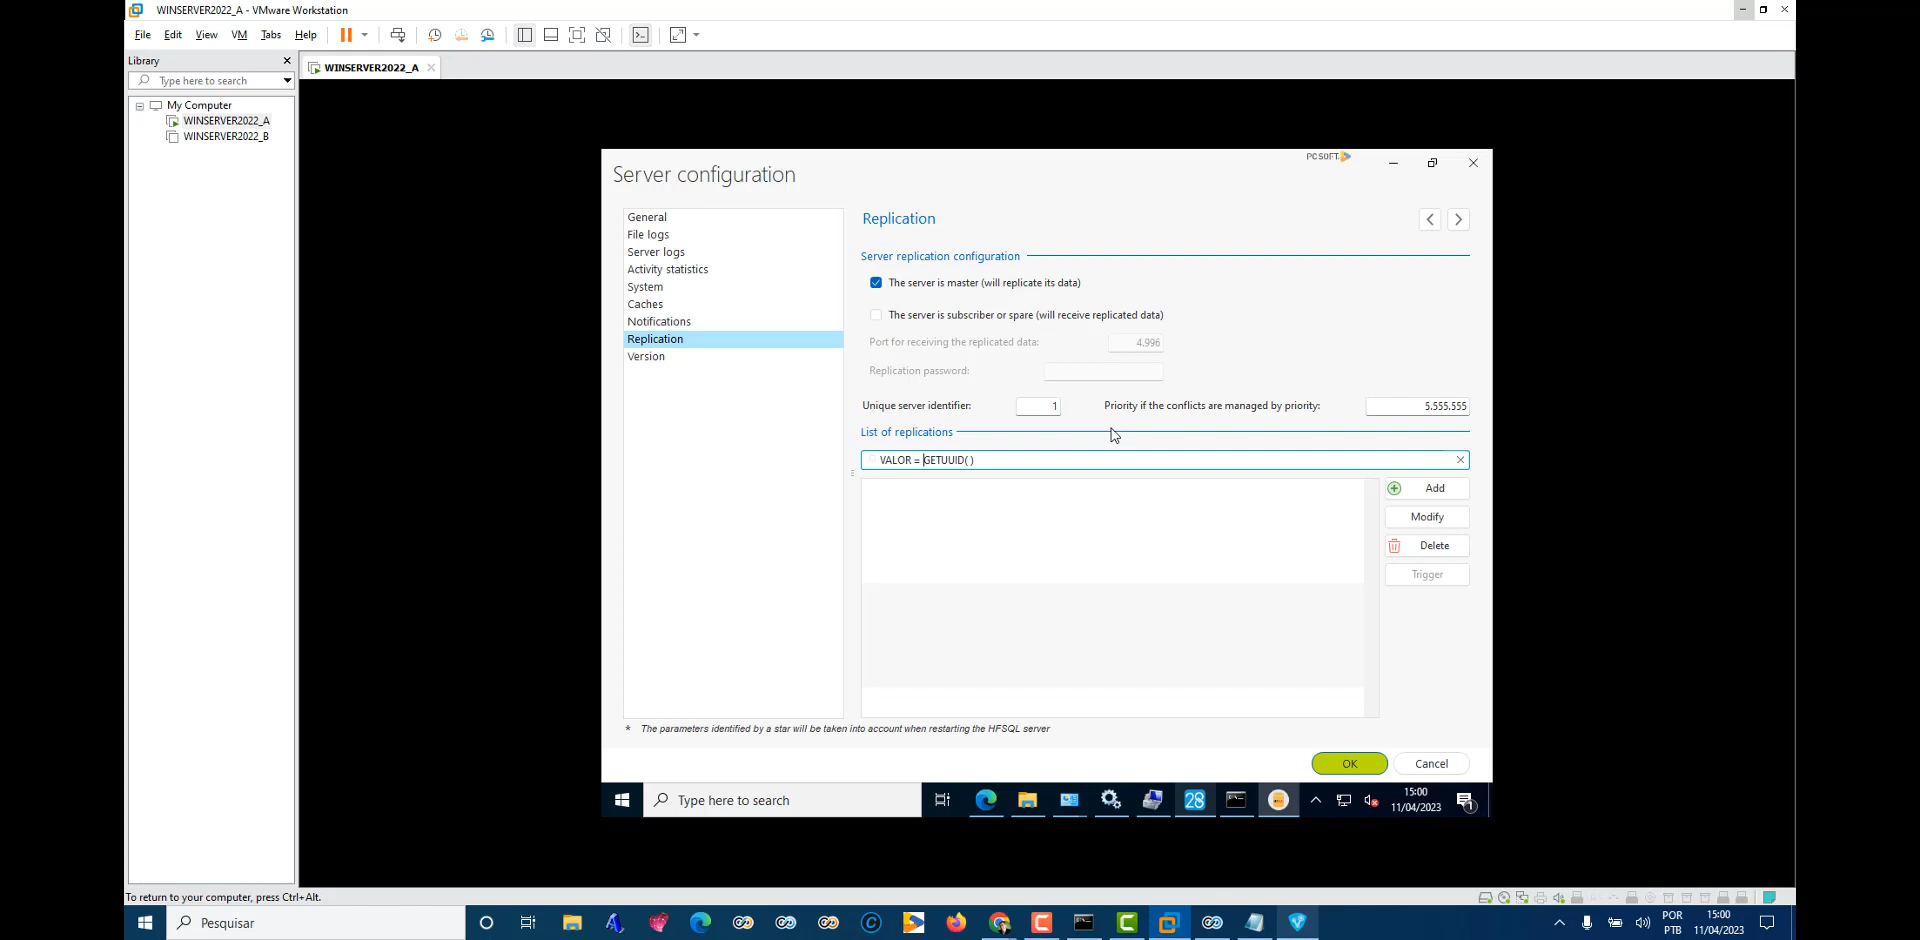 WINSERVER2022_A - VMware Workstation
File Edit View VM Tabs Help
Library
WINSERVER2022_A
Type here to search
My Computer
WINSERVER2022_A
WINSERVER2022_B
PC SOFT
Server configuration
General
File logs
Server logs
Activity statistics
System
Caches
Notifications
Replication
Version
Replication
Server replication configuration
The server is master (will replicate its data)
The server is subscriber or spare (will receive replicated data)
Port for receiving the replicated data: 4.996
Replication password:
Unique server identifier: 1 Priority if the conflicts are managed by priority: 5.555.555
List of replications
VALOR = GETUUID( )
Add
Modify
Delete
Trigger
* The parameters identified by a star will be taken into account when restarting the HFSQL server
OK Cancel
Type here to search
28
15:00
11/04/2023
1
To return to your computer, press Ctrl+Alt.
Pesquisar
POR
PTB
15:00
11/04/2023